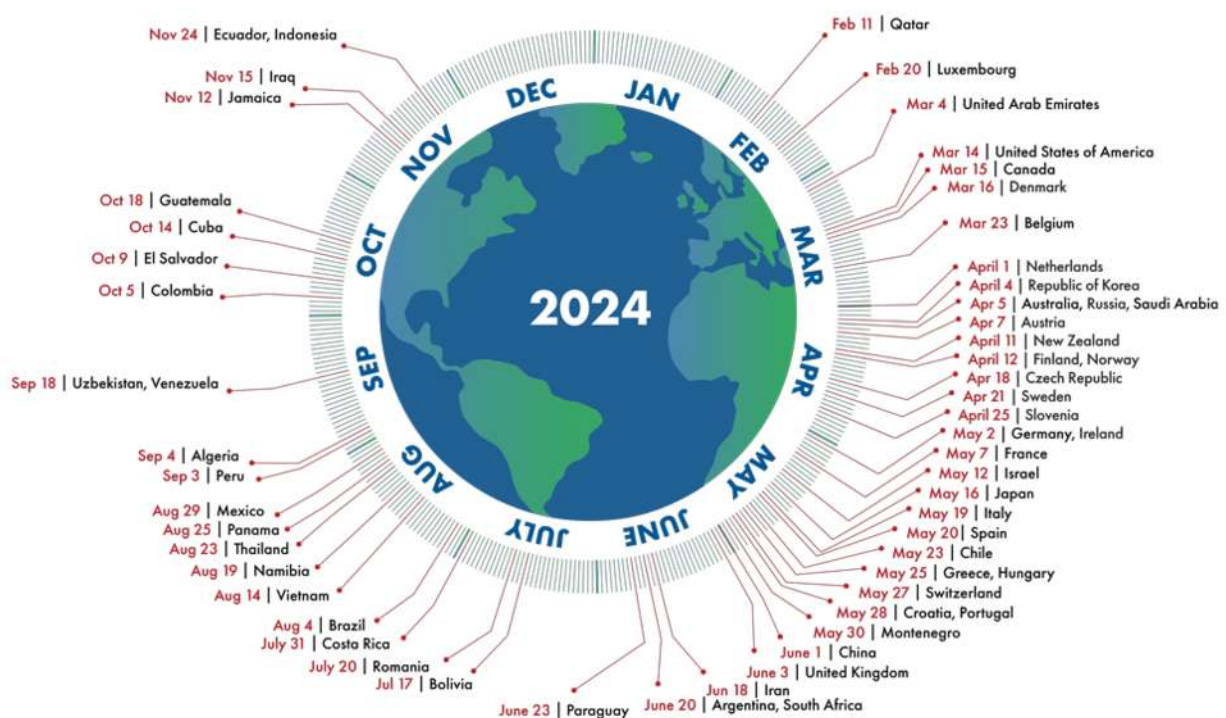 Feb 11 | Qatar
Feb 20 | Luxembourg
Mar 4 | United Arab Emirates
Mar 14 | United States of America
Mar 15 | Canada
Mar 16 | Denmark
Mar 23 | Belgium
April 1 | Netherlands
April 4 | Republic of Korea
Apr 5 | Australia, Russia, Saudi Arabia
Apr 7 | Austria
April 11 | New Zealand
April 12 | Finland, Norway
Apr 18 | Czech Republic
Apr 21 | Sweden
April 25 | Slovenia
May 2 | Germany, Ireland
May 7 | France
May 12 | Israel
May 16 | Japan
May 19 | Italy
May 20 | Spain
May 23 | Chile
May 25 | Greece, Hungary
May 27 | Switzerland
May 28 | Croatia, Portugal
May 30 | Montenegro
June 1 | China
June 3 | United Kingdom
Jun 18 | Iran
June 20 | Argentina, South Africa
June 23 | Paraguay
Jul 17 | Bolivia
July 20 | Romania
July 31 | Costa Rica
Aug 4 | Brazil
Aug 14 | Vietnam
Aug 19 | Namibia
Aug 23 | Thailand
Aug 25 | Panama
Aug 29 | Mexico
Sep 3 | Peru
Sep 4 | Algeria
Sep 18 | Uzbekistan, Venezuela
Oct 5 | Colombia
Oct 9 | El Salvador
Oct 14 | Cuba
Oct 18 | Guatemala
Nov 12 | Jamaica
Nov 15 | Iraq
Nov 24 | Ecuador, Indonesia
JAN
FEB
MAR
APR
MAY
JUNE
JULY
AUG
SEP
OCT
NOV
DEC
2024